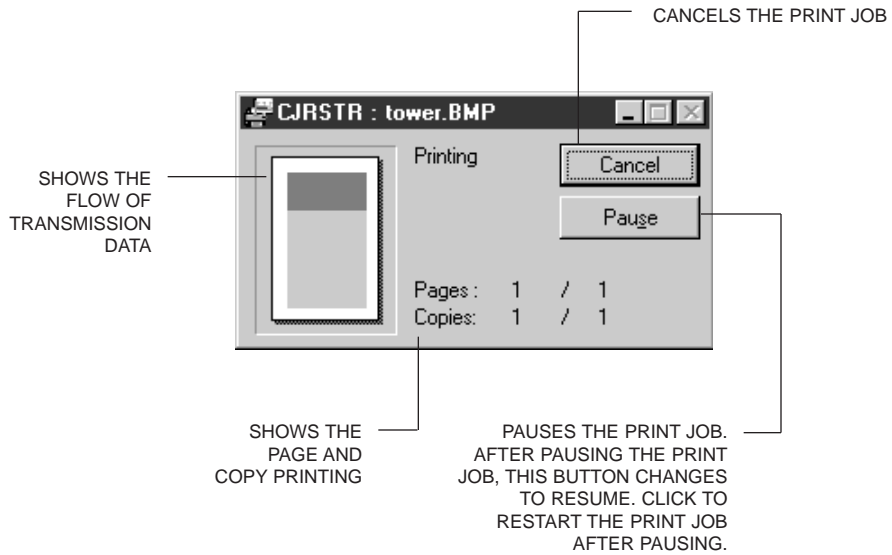 CANCELS THE PRINT JOB
CJRSTR : tower.BMP
Printing
Cancel
Pause
Pages : 1 / 1
Copies: 1 / 1
SHOWS THE
FLOW OF
TRANSMISSION
DATA
SHOWS THE
PAGE AND
COPY PRINTING
PAUSES THE PRINT JOB.
AFTER PAUSING THE PRINT
JOB, THIS BUTTON CHANGES
TO RESUME. CLICK TO
RESTART THE PRINT JOB
AFTER PAUSING.